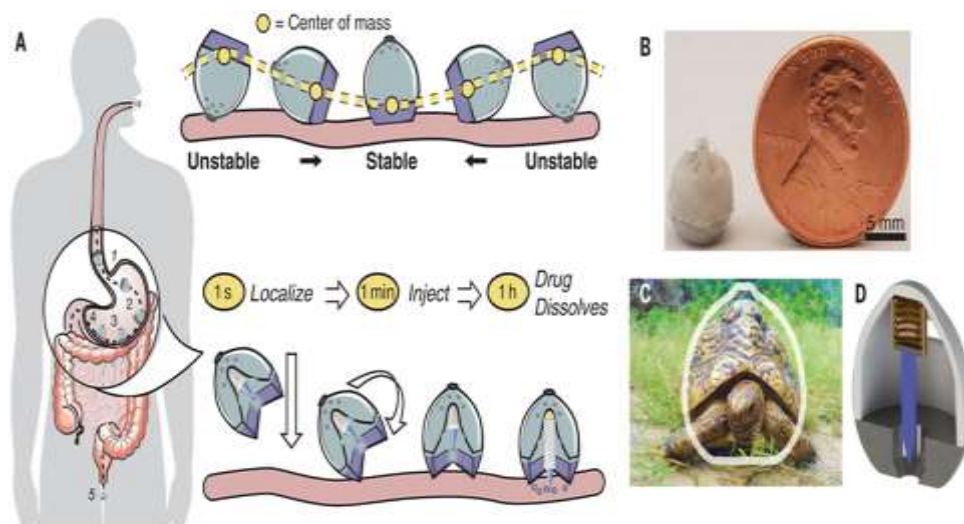 A
= Center of mass
Unstable
Stable
Unstable
1
2
3
4
5
1 s
Localize
1 min
Inject
1 h
Drug
Dissolves
B
5 mm
C
D